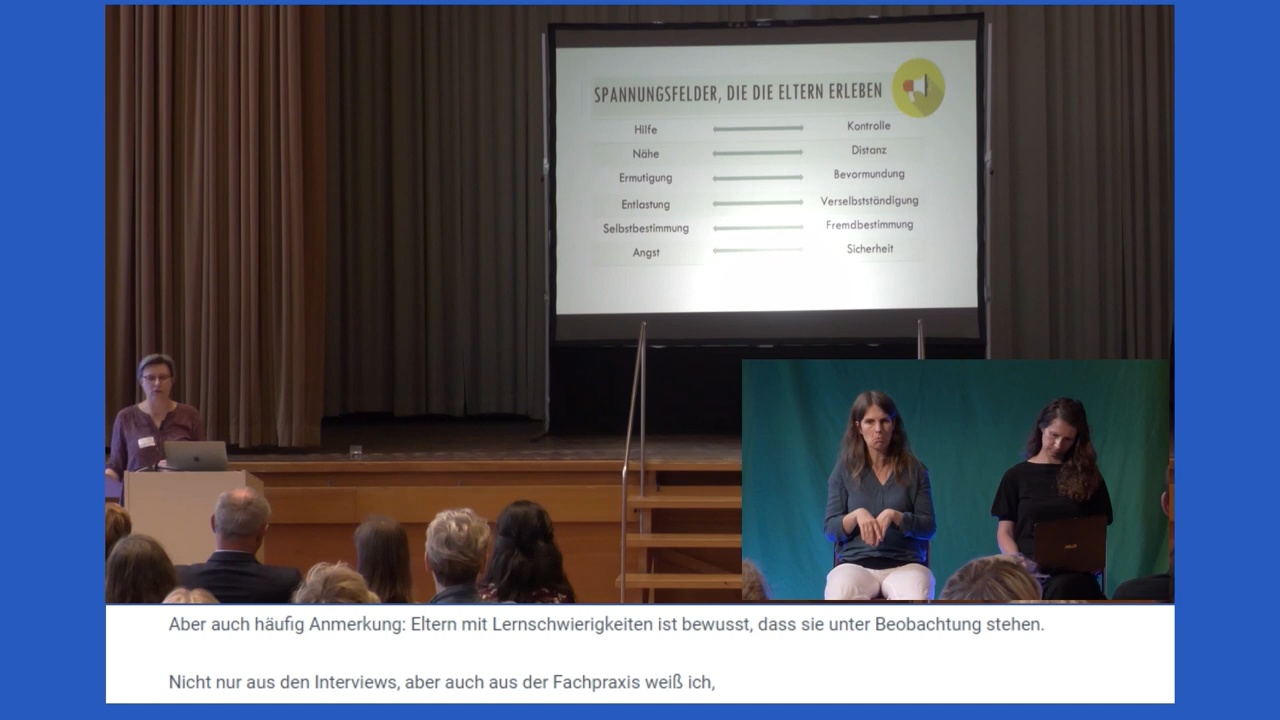 SPANNUNGSFELDER, DIE DIE ELTERN ERLEBEN
Hilfe Kontrolle
Nähe Distanz
Ermutigung Bevormundung
Entlastung Verselbstständigung
Selbstbestimmung Fremdbestimmung
Angst Sicherheit
Aber auch häufig Anmerkung: Eltern mit Lernschwierigkeiten ist bewusst, dass sie unter Beobachtung stehen.
Nicht nur aus den Interviews, aber auch aus der Fachpraxis weiß ich,